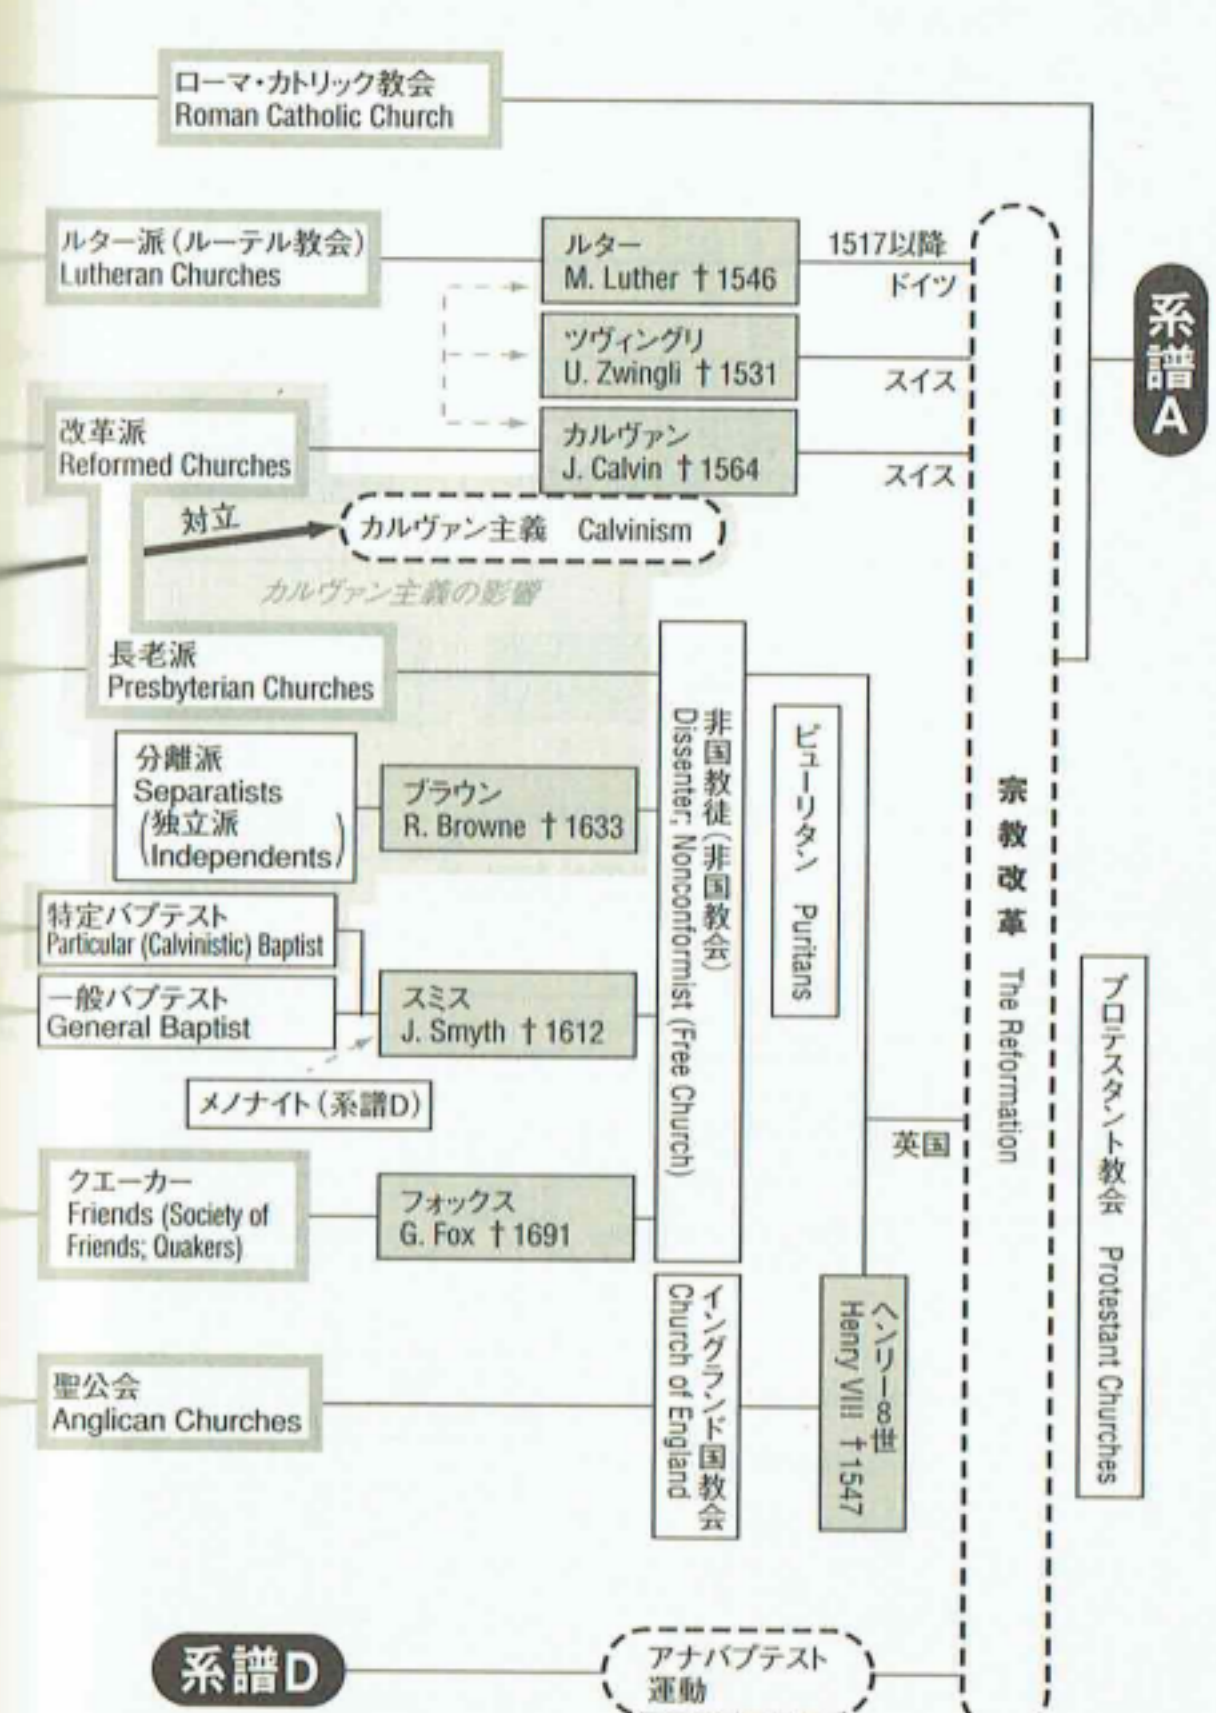 ローマ・カトリック教会
Roman Catholic Church
ルター派(ルーテル教会)
Lutheran Churches
ルター
M. Luther †1546
1517以降
ドイツ
ツヴィングリ
U. Zwingli †1531
スイス
系譜A
改革派
Reformed Churches
カルヴァン
J. Calvin †1564
スイス
対立
カルヴァン主義 Calvinism
カルヴァン主義の影響
長老派
Presbyterian Churches
分離派
Separatists
(独立派
Independents)
ブラウン
R. Browne †1633
非国教徒(非国教会)
Dissenter; Nonconformist (Free Church)
ピューリタン Puritans
宗教改革 The Reformation
プロテスタント教会 Protestant Churches
特定バプテスト
Particular (Calvinistic) Baptist
一般バプテスト
General Baptist
スミス
J. Smyth †1612
メノナイト(系譜D)
英国
クエーカー
Friends (Society of
Friends; Quakers)
フォックス
G. Fox †1691
イングランド国教会
Church of England
ヘンリー8世
Henry VIII †1547
聖公会
Anglican Churches
系譜D
アナバプテスト
運動